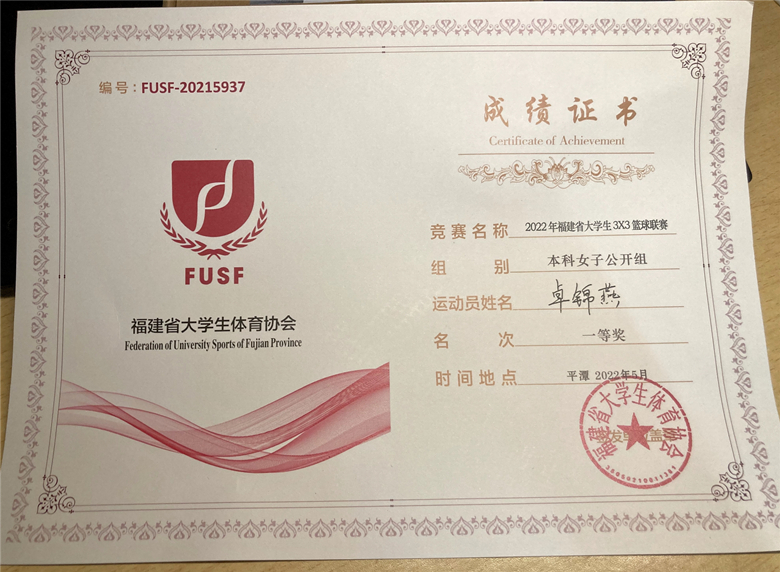 编号：FUSF-20215937
成绩证书
Certificate of Achievement
FUSF
福建省大学生体育协会
Federation of University Sports of Fujian Province
竞赛名称 2022年福建省大学生3X3篮球联赛
组别 本科女子公开组
运动员姓名 卓锦燕
名次 一等奖
时间地点 平潭 2022年5月
福建省大学生体育协会